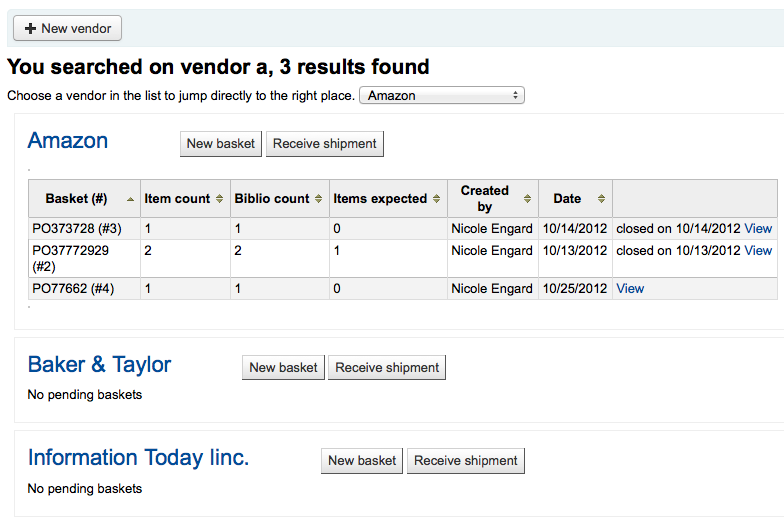 New vendor
You searched on vendor a, 3 results found
Choose a vendor in the list to jump directly to the right place. Amazon
Amazon New basket Receive shipment
Basket (#) Item count Biblio count Items expected Created by Date
PO373728 (#3) 1 1 0 Nicole Engard 10/14/2012 closed on 10/14/2012 View
PO37772929 (#2) 2 2 1 Nicole Engard 10/13/2012 closed on 10/13/2012 View
PO77662 (#4) 1 1 0 Nicole Engard 10/25/2012 View
Baker & Taylor New basket Receive shipment
No pending baskets
Information Today Iinc. New basket Receive shipment
No pending baskets